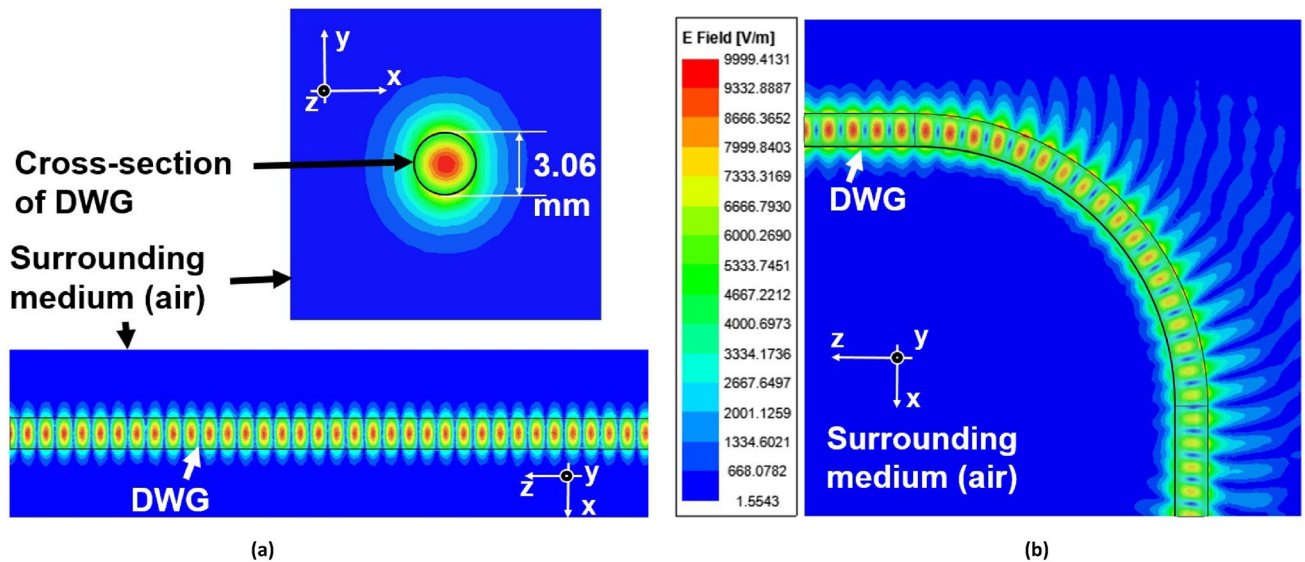 y
x
z
Cross-section
of DWG
3.06
mm
Surrounding
medium (air)
DWG
z
y
x
(a)
E Field [V/m]
9999.4131
9332.8887
8666.3652
7999.8403
7333.3169
6666.7930
6000.2690
5333.7451
4667.2212
4000.6973
3334.1736
2667.6497
2001.1259
1334.6021
668.0782
1.5543
DWG
z
y
x
Surrounding
medium (air)
(b)